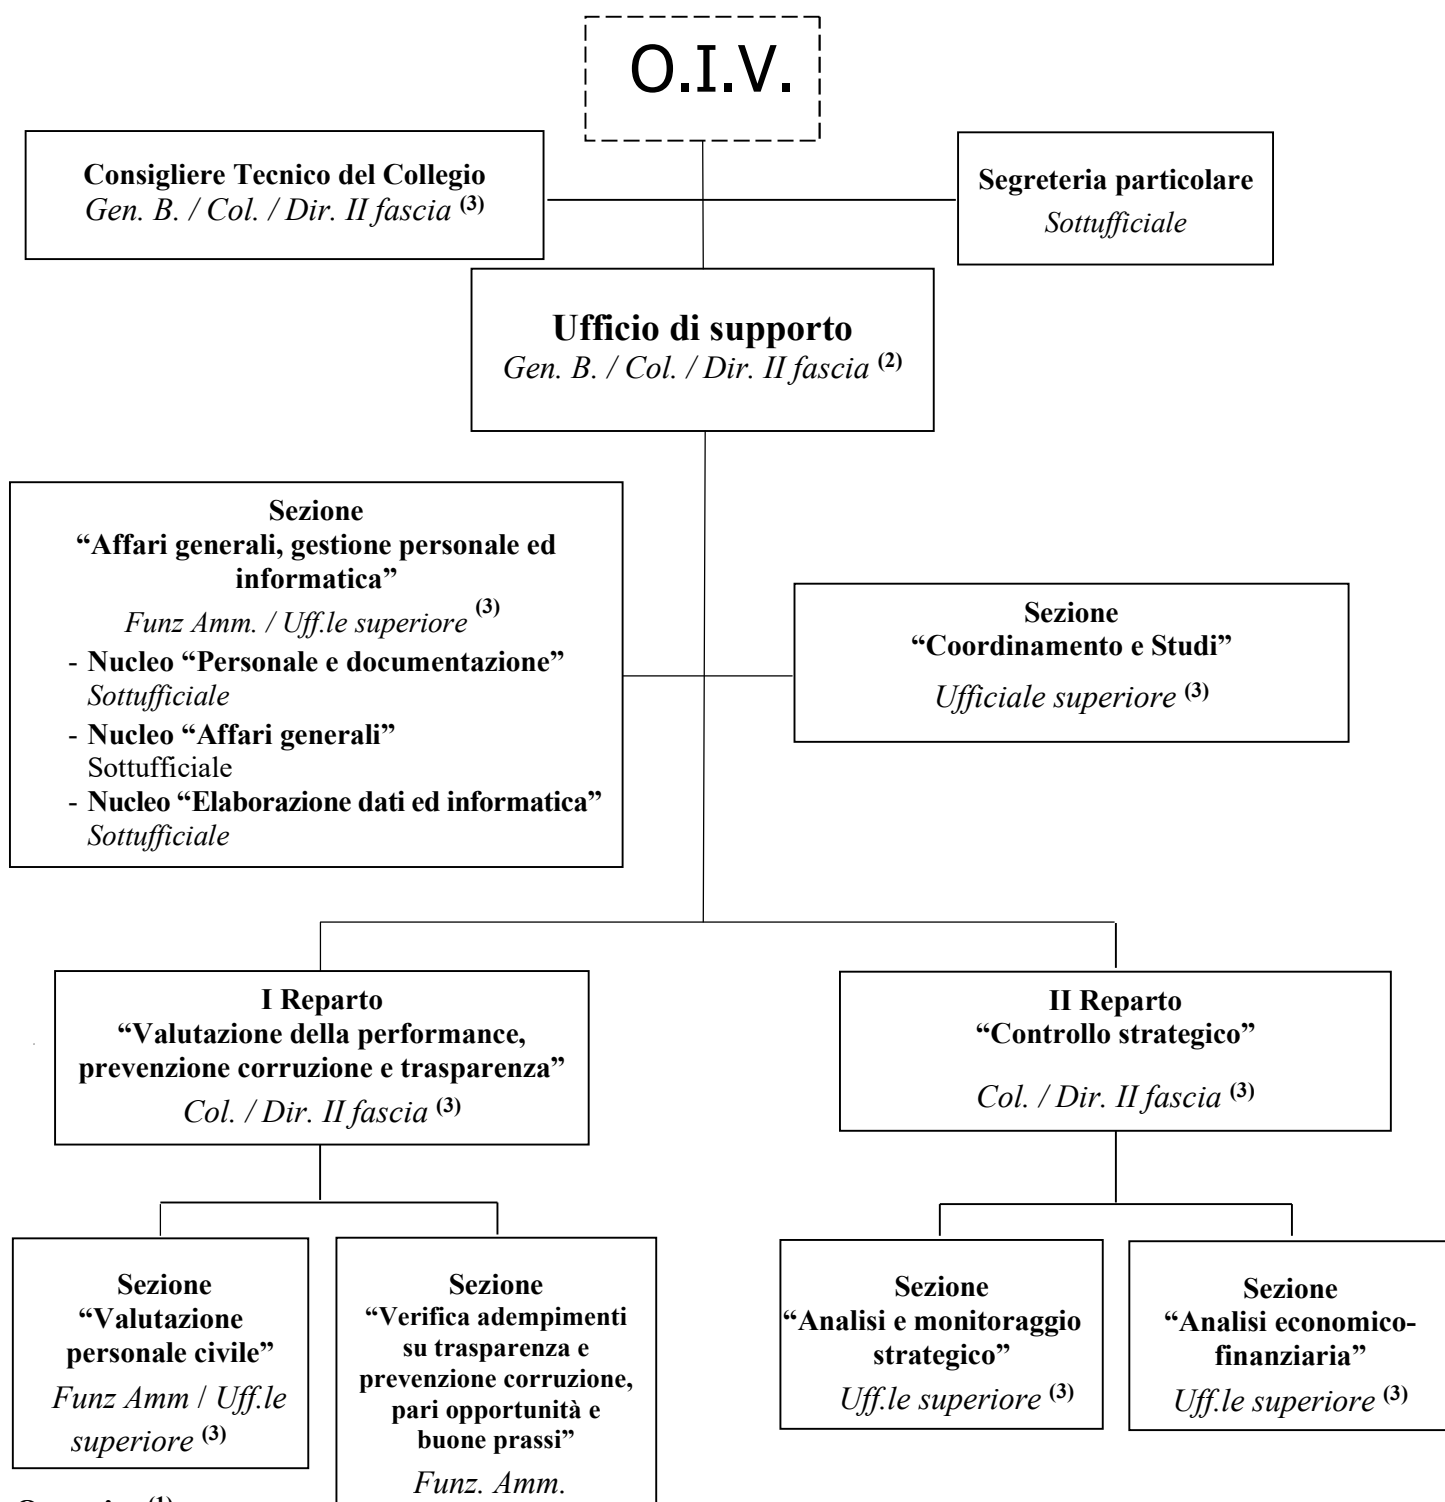 O.I.V.
Consigliere Tecnico del Collegio
Gen. B. / Col. / Dir. II fascia (3)
Segreteria particolare
Sottufficiale
Ufficio di supporto
Gen. B. / Col. / Dir. II fascia (2)
Sezione
“Affari generali, gestione personale ed
informatica”
Funz Amm. / Uff.le superiore (3)
- Nucleo “Personale e documentazione”
Sottufficiale
- Nucleo “Affari generali”
Sottufficiale
- Nucleo “Elaborazione dati ed informatica”
Sottufficiale
Sezione
“Coordinamento e Studi”
Ufficiale superiore (3)
I Reparto
“Valutazione della performance,
prevenzione corruzione e trasparenza”
Col. / Dir. II fascia (3)
II Reparto
“Controllo strategico”
Col. / Dir. II fascia (3)
Sezione
“Valutazione
personale civile”
Funz Amm / Uff.le
superiore (3)
Sezione
“Verifica adempimenti
su trasparenza e
prevenzione corruzione,
pari opportunità e
buone prassi”
Funz. Amm.
Sezione
“Analisi e monitoraggio
strategico”
Uff.le superiore (3)
Sezione
“Analisi economico-
finanziaria”
Uff.le superiore (3)